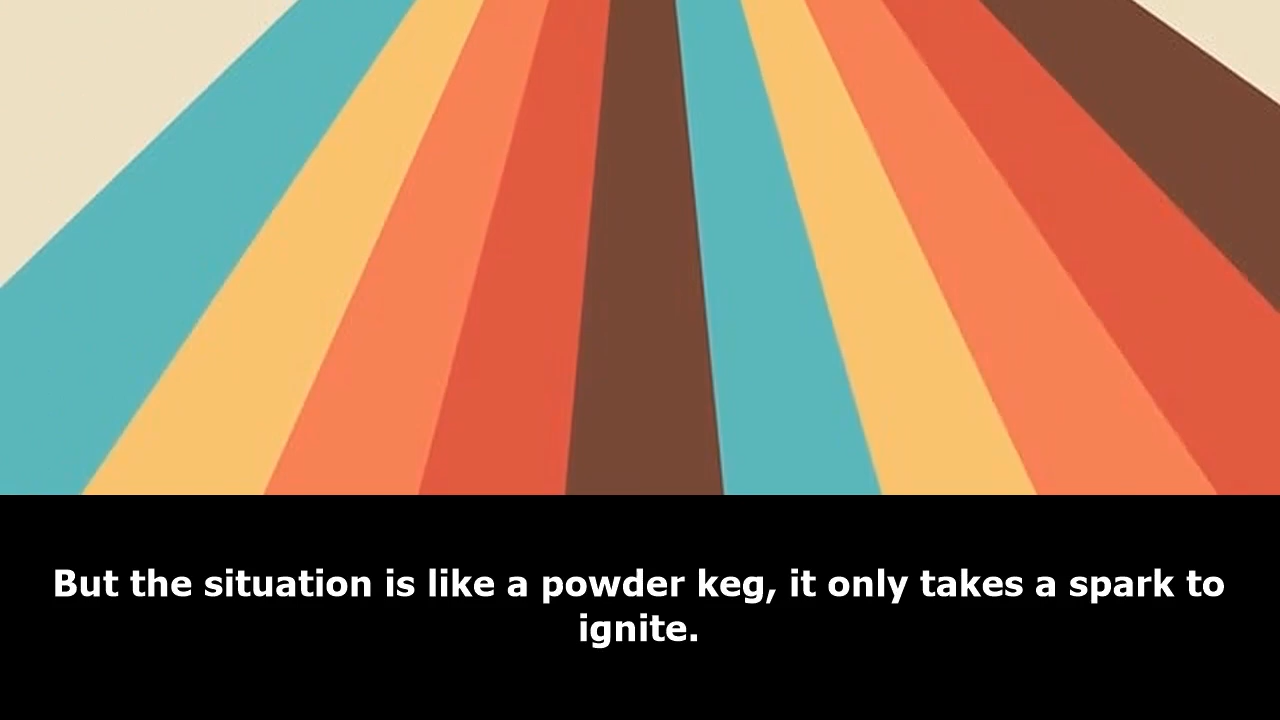 But the situation is like a powder keg, it only takes a spark to
ignite.